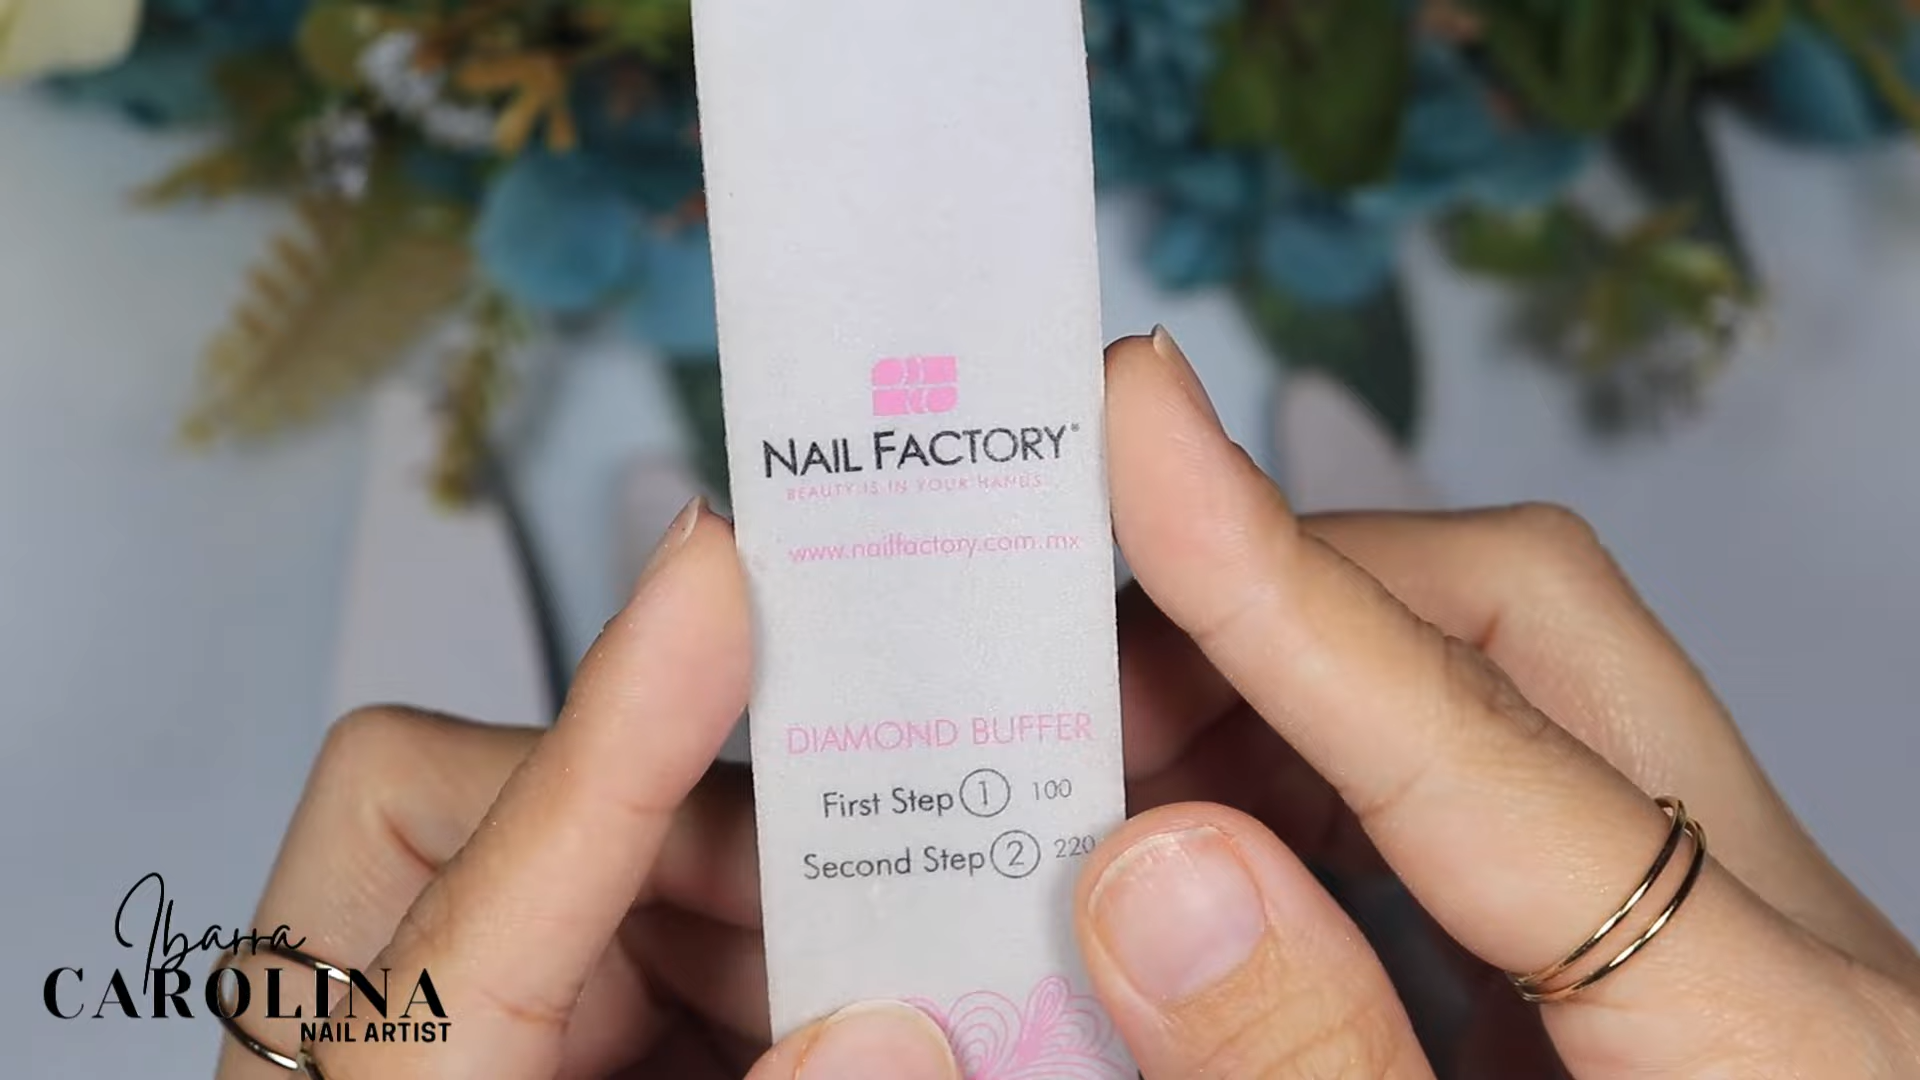 NAIL FACTORY®
BEAUTY IS IN YOUR HANDS
www.nailfactory.com.mx
DIAMOND BUFFER
First Step 1 100
Second Step 2 220
Ibarra
CAROLINA
NAIL ARTIST